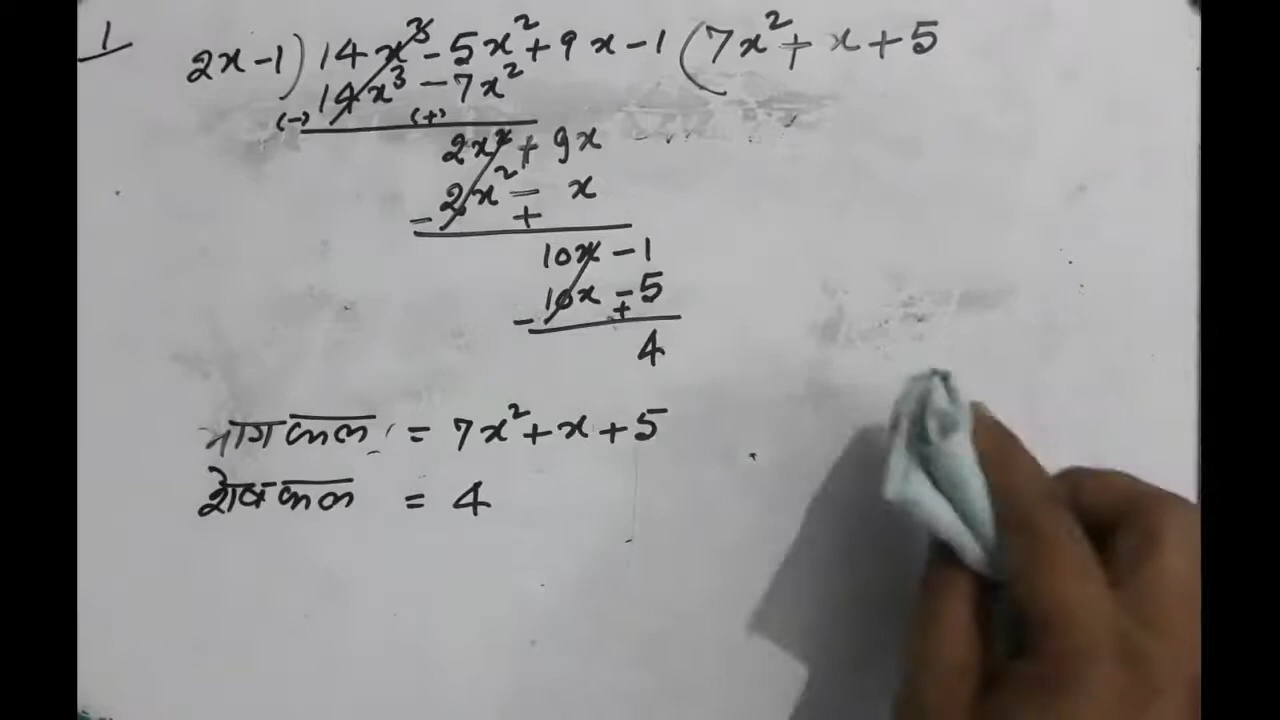 1
2x-1) 14x³ - 5x² + 9x - 1 (7x² + x + 5
14x³ - 7x²
(-) (+)
2x² + 9x
2x² - x
- +
10x - 1
10x - 5
- +
4
भागफल = 7x² + x + 5
शेषफल = 4